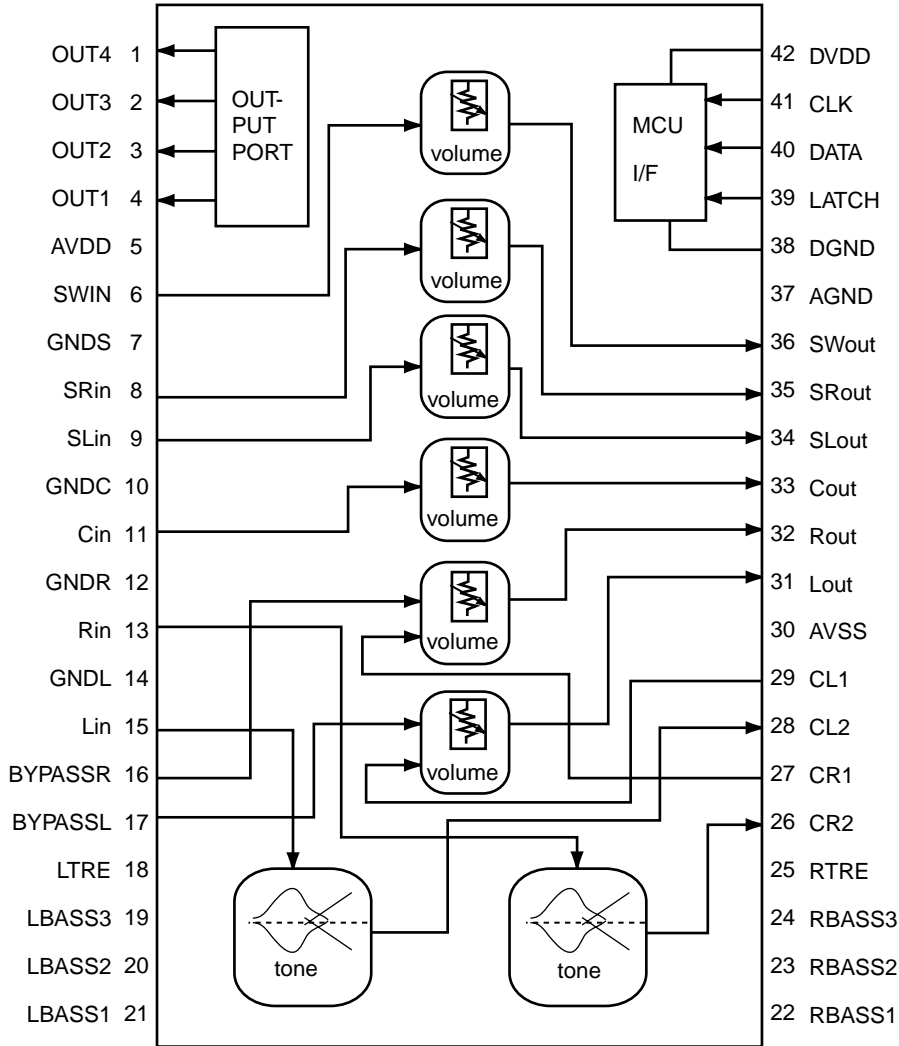 OUT4 1
OUT3 2
OUT2 3
OUT1 4
AVDD 5
SWIN 6
GNDS 7
SRin 8
SLin 9
GNDC 10
Cin 11
GNDR 12
Rin 13
GNDL 14
Lin 15
BYPASSR 16
BYPASSL 17
LTRE 18
LBASS3 19
LBASS2 20
LBASS1 21
OUT-
PUT
PORT
volume
volume
volume
volume
volume
volume
tone
tone
MCU
I/F
42 DVDD
41 CLK
40 DATA
39 LATCH
38 DGND
37 AGND
36 SWout
35 SRout
34 SLout
33 Cout
32 Rout
31 Lout
30 AVSS
29 CL1
28 CL2
27 CR1
26 CR2
25 RTRE
24 RBASS3
23 RBASS2
22 RBASS1